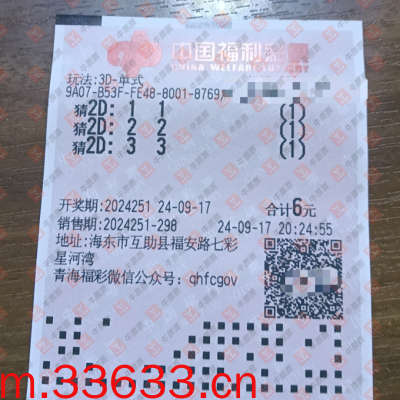 中国福利彩
CHINA WELFARE
玩法:3D-单式
9A07-B53F-FE48-8001-8769
猜2D: 1 1 (1)
猜2D: 2 2 (1)
猜2D: 3 3 (1)
开奖期:2024251 24-09-17 合计6元
销售期:2024251-298 24-09-17 20:24:55
地址:海东市互助县福安路七彩
星河湾
青海福彩微信公众号: qhfcgov
m.33633.cn